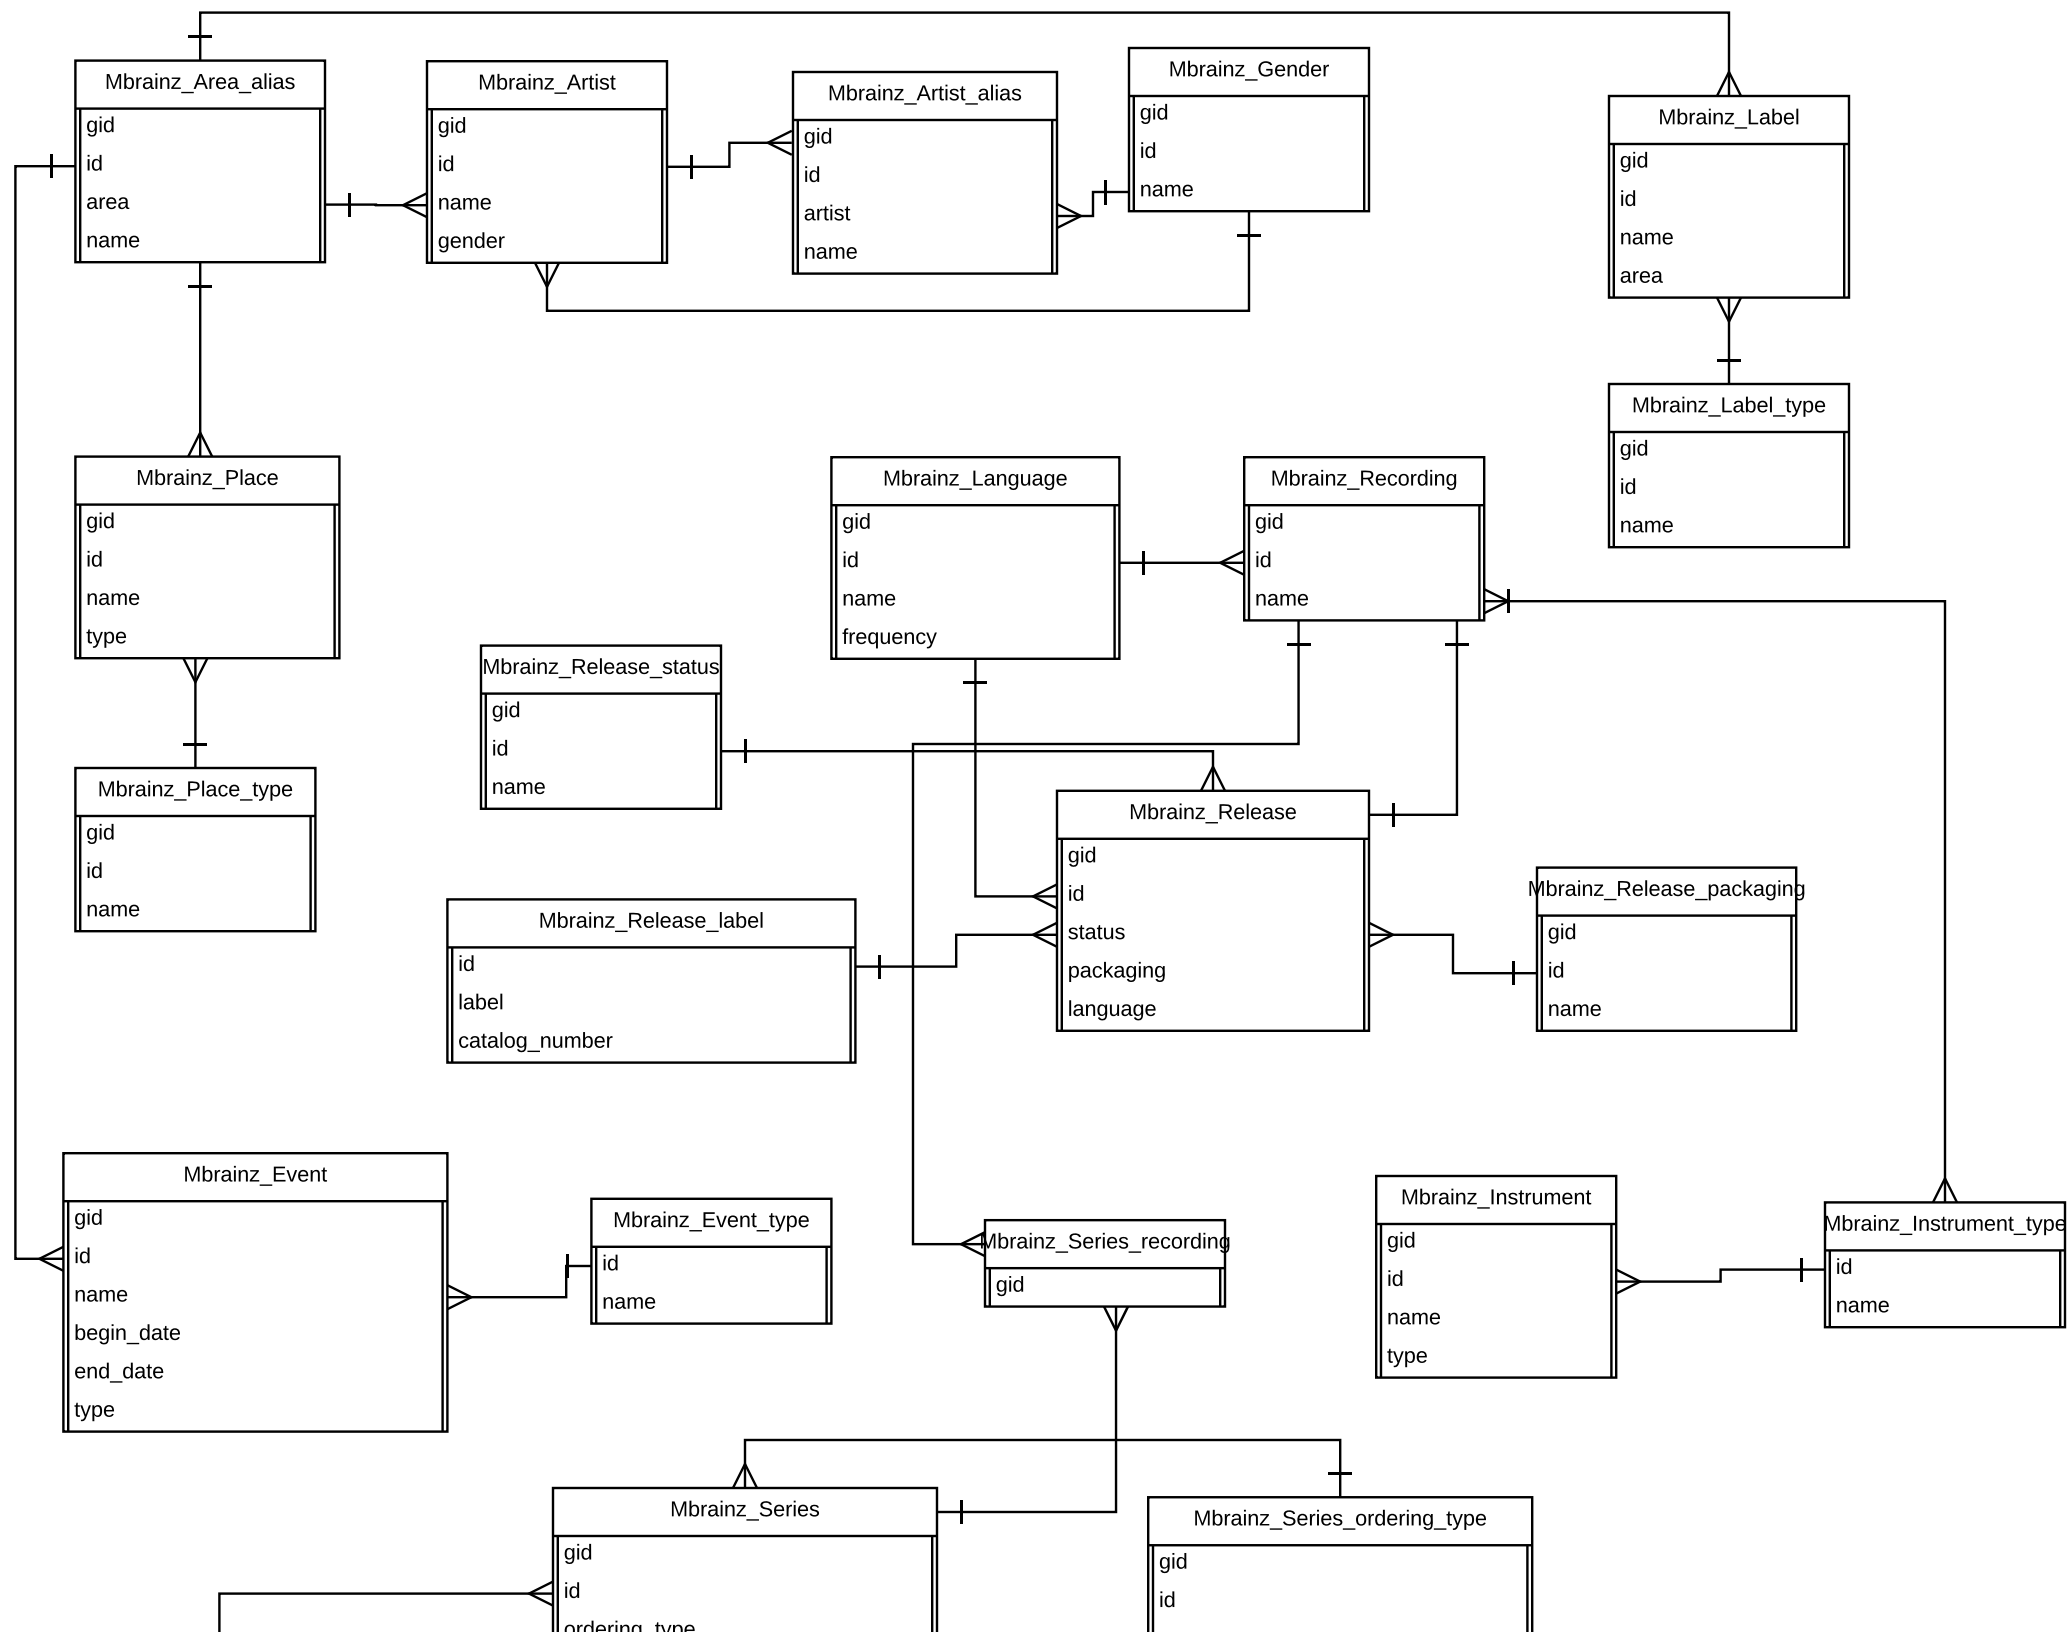 Mbrainz_Area_alias
gid
id
area
name
Mbrainz_Artist
gid
id
name
gender
Mbrainz_Artist_alias
gid
id
artist
name
Mbrainz_Gender
gid
id
name
Mbrainz_Label
gid
id
name
area
Mbrainz_Label_type
gid
id
name
Mbrainz_Place
gid
id
name
type
Mbrainz_Language
gid
id
name
frequency
Mbrainz_Recording
gid
id
name
Mbrainz_Release_status
gid
id
name
Mbrainz_Place_type
gid
id
name
Mbrainz_Release
gid
id
status
packaging
language
Mbrainz_Release_packaging
gid
id
name
Mbrainz_Release_label
id
label
catalog_number
Mbrainz_Event
gid
id
name
begin_date
end_date
type
Mbrainz_Event_type
id
name
Mbrainz_Series_recording
gid
Mbrainz_Instrument
gid
id
name
type
Mbrainz_Instrument_type
id
name
Mbrainz_Series
gid
id
ordering_type
Mbrainz_Series_ordering_type
gid
id